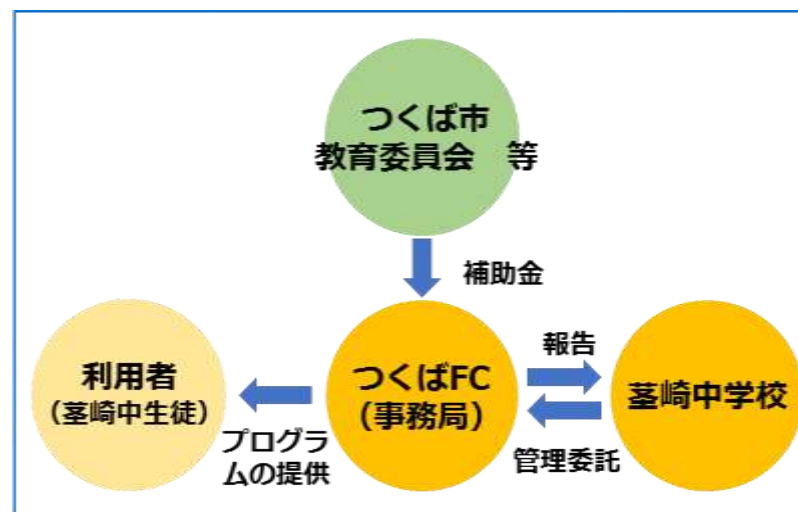 つくば市
教育委員会　等
補助金
利用者
（茎崎中生徒）
プログラ
ムの提供
つくばFC
（事務局）
報告
管理委託
茎崎中学校